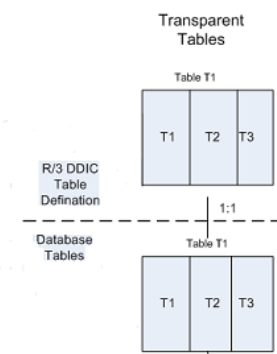 Transparent
Tables
Table T1
T1 T2 T3
R/3 DDIC
Table
Defination
1:1
Database
Tables
Table T1
T1 T2 T3